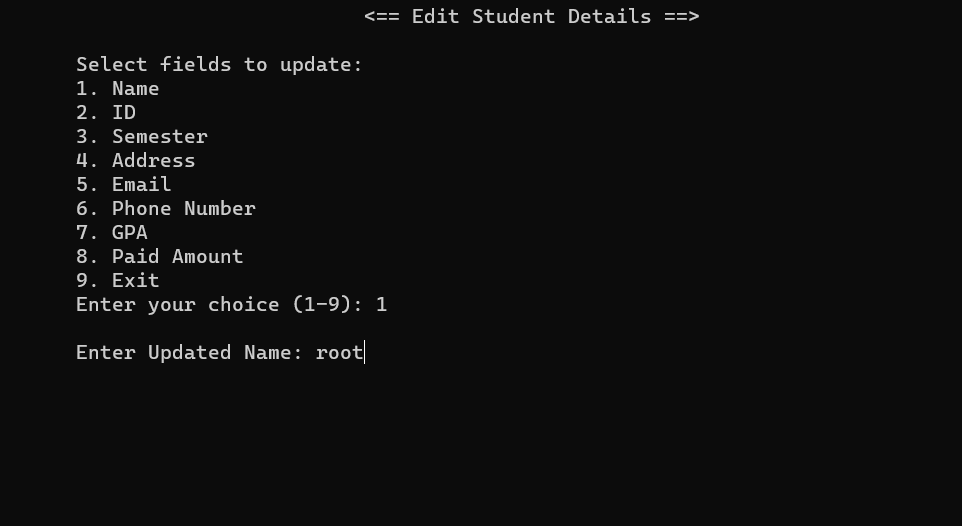 <== Edit Student Details ==>
Select fields to update:
1. Name
2. ID
3. Semester
4. Address
5. Email
6. Phone Number
7. GPA
8. Paid Amount
9. Exit
Enter your choice (1-9): 1
Enter Updated Name: root